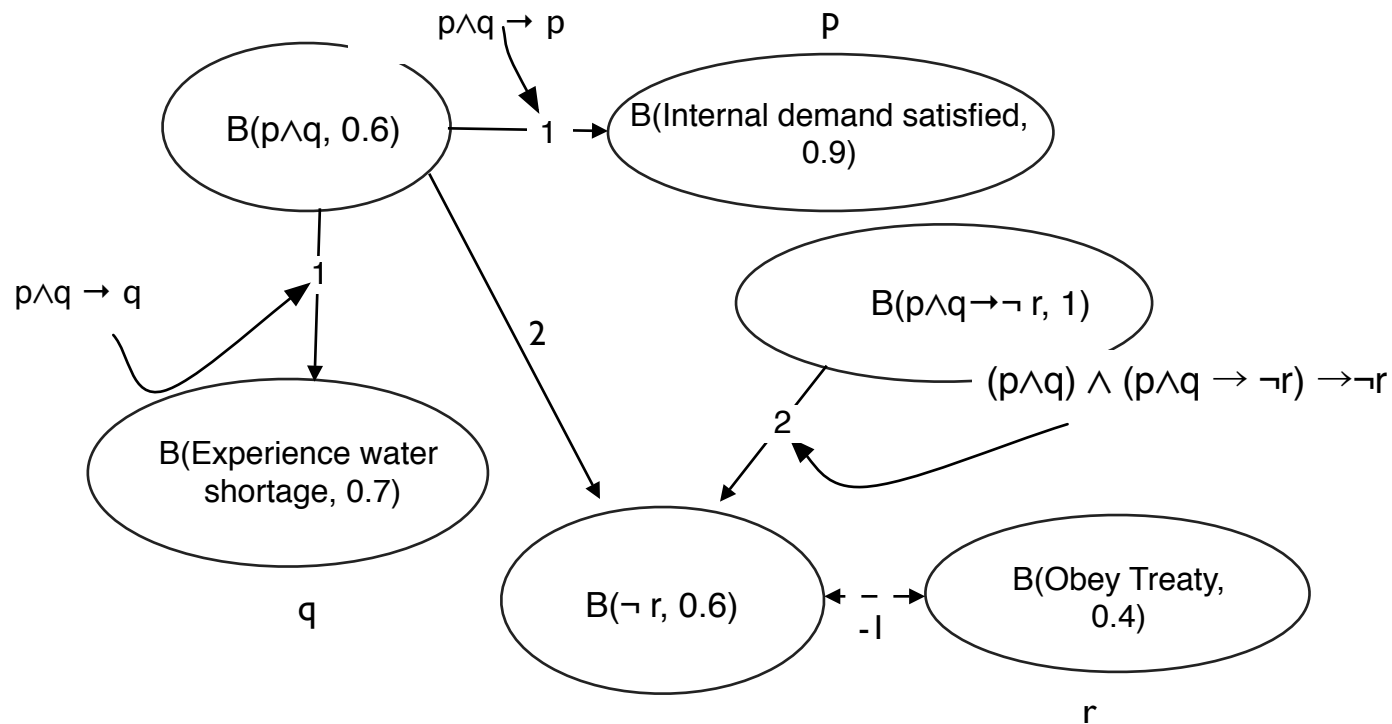 p∧q → p
p
B(p∧q, 0.6)
1
B(Internal demand satisfied,
0.9)
p∧q → q
1
2
B(p∧q→¬ r, 1)
(p∧q) ∧ (p∧q → ¬r) →¬r
2
B(Experience water
shortage, 0.7)
q
B(¬ r, 0.6)
-1
B(Obey Treaty,
0.4)
r